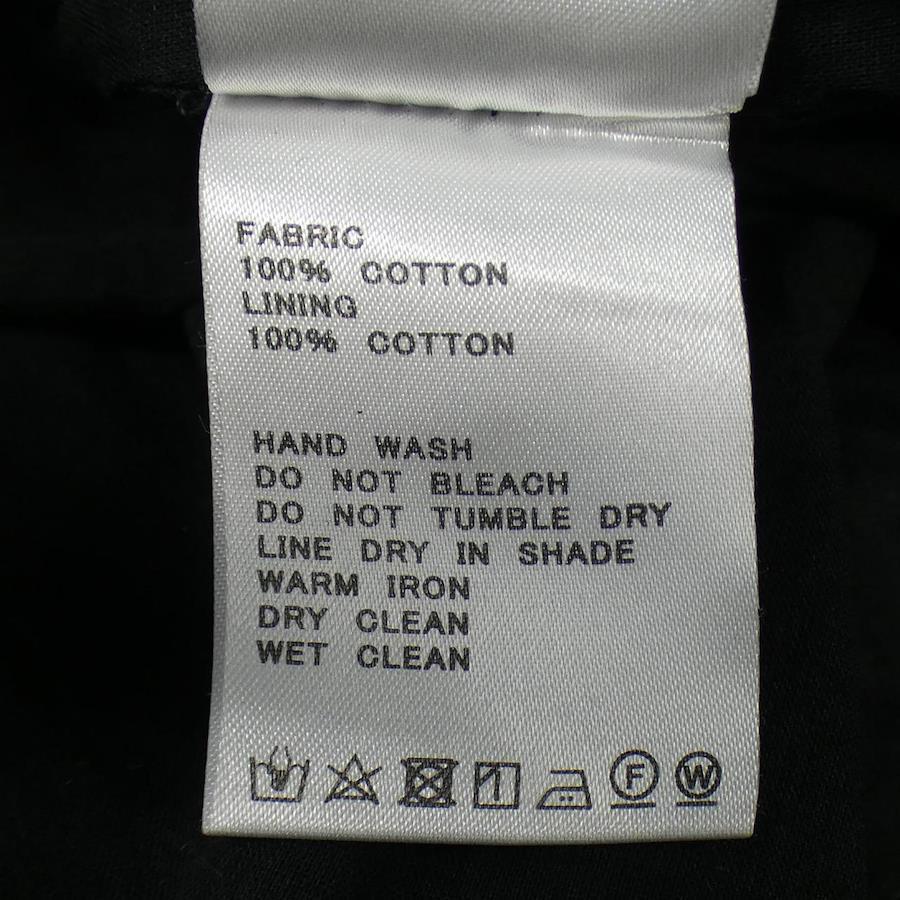 FABRIC
100% COTTON
LINING
100% COTTON
HAND WASH
DO NOT BLEACH
DO NOT TUMBLE DRY
LINE DRY IN SHADE
WARM IRON
DRY CLEAN
WET CLEAN
F W